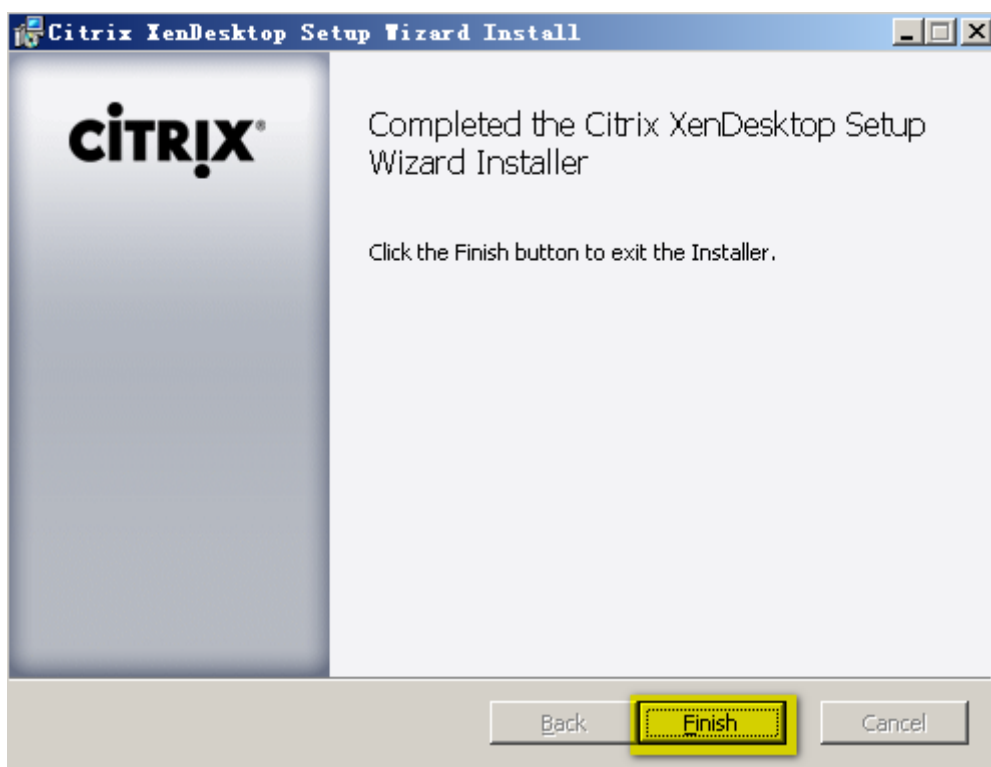 Citrix XenDesktop Setup Wizard Install
CITRIX®
Completed the Citrix XenDesktop Setup
Wizard Installer
Click the Finish button to exit the Installer.
Back
Finish
Cancel